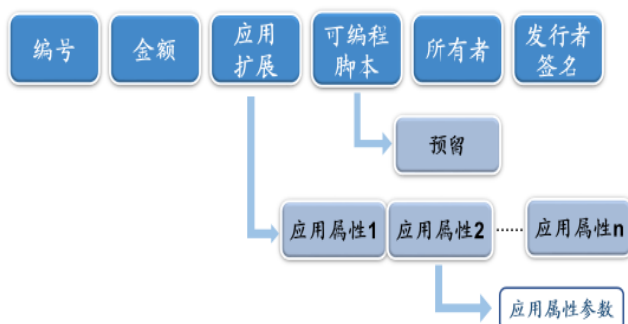 编号 金额 应用扩展 可编程脚本 所有者 发行者签名
预留
应用属性1 应用属性2 ...... 应用属性n
应用属性参数